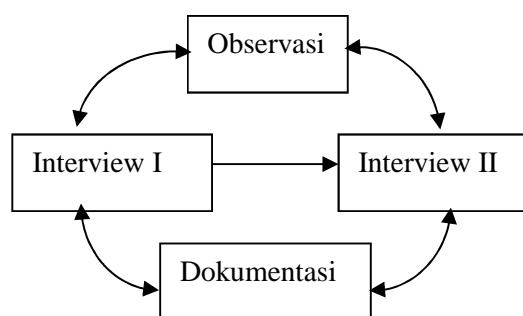 Observasi
Interview I
Interview II
Dokumentasi